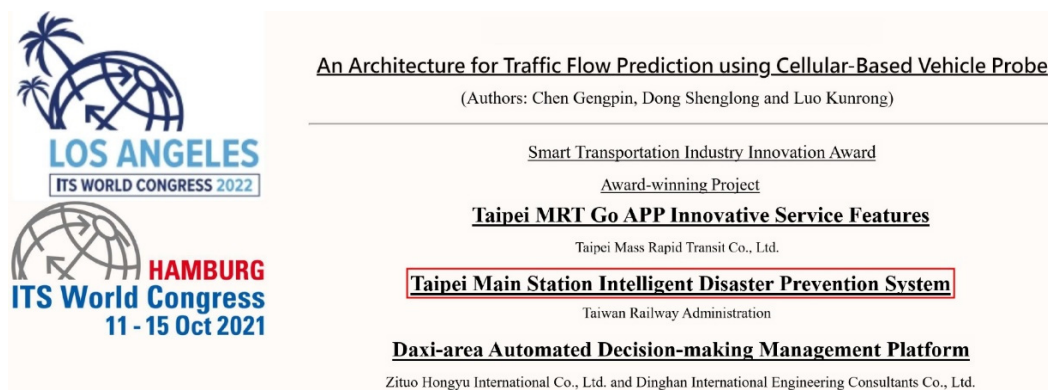 LOS ANGELES
ITS WORLD CONGRESS 2022
HAMBURG
ITS World Congress
11 - 15 Oct 2021
An Architecture for Traffic Flow Prediction using Cellular-Based Vehicle Probe
(Authors: Chen Gengpin, Dong Shenglong and Luo Kunrong)
Smart Transportation Industry Innovation Award
Award-winning Project
Taipei MRT Go APP Innovative Service Features
Taipei Mass Rapid Transit Co., Ltd.
Taipei Main Station Intelligent Disaster Prevention System
Taiwan Railway Administration
Daxi-area Automated Decision-making Management Platform
Zituo Hongyu International Co., Ltd. and Dinghan International Engineering Consultants Co., Ltd.